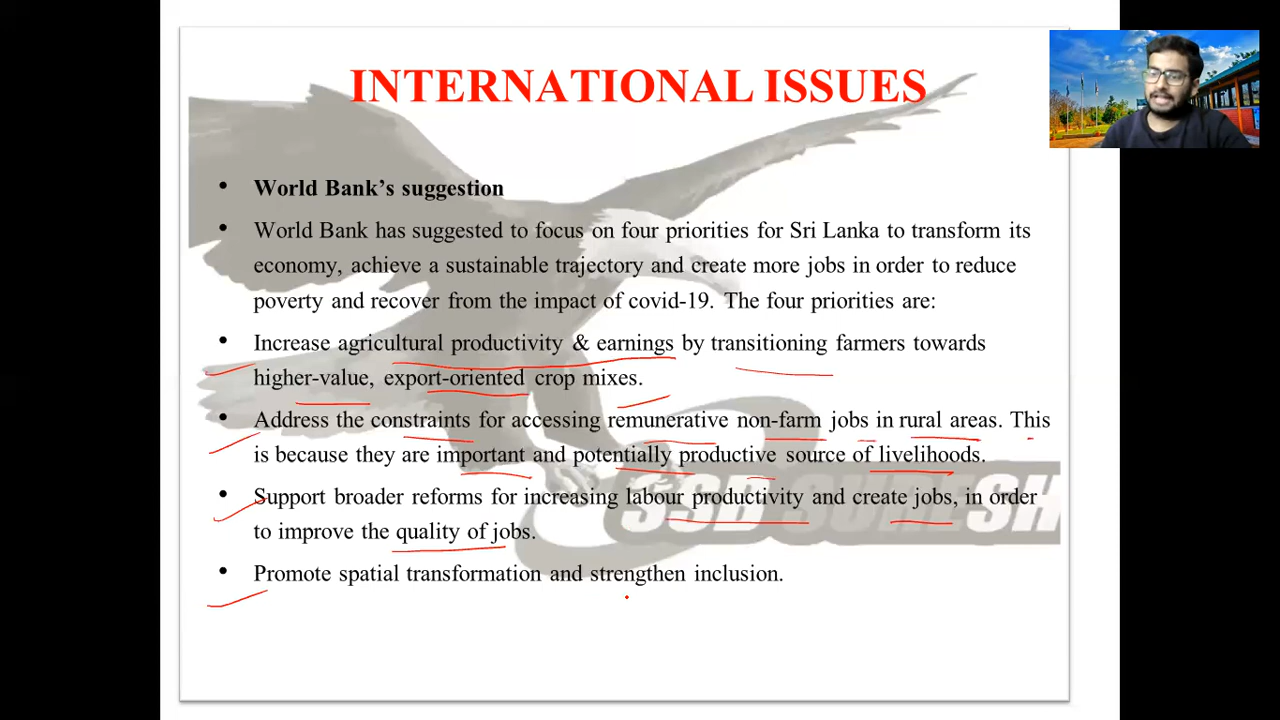 INTERNATIONAL ISSUES
• World Bank's suggestion
• World Bank has suggested to focus on four priorities for Sri Lanka to transform its
economy, achieve a sustainable trajectory and create more jobs in order to reduce
poverty and recover from the impact of covid-19. The four priorities are:
• Increase agricultural productivity & earnings by transitioning farmers towards
higher-value, export-oriented crop mixes.
• Address the constraints for accessing remunerative non-farm jobs in rural areas. This
is because they are important and potentially productive source of livelihoods.
• Support broader reforms for increasing labour productivity and create jobs, in order
to improve the quality of jobs.
SSB SURESH
• Promote spatial transformation and strengthen inclusion.